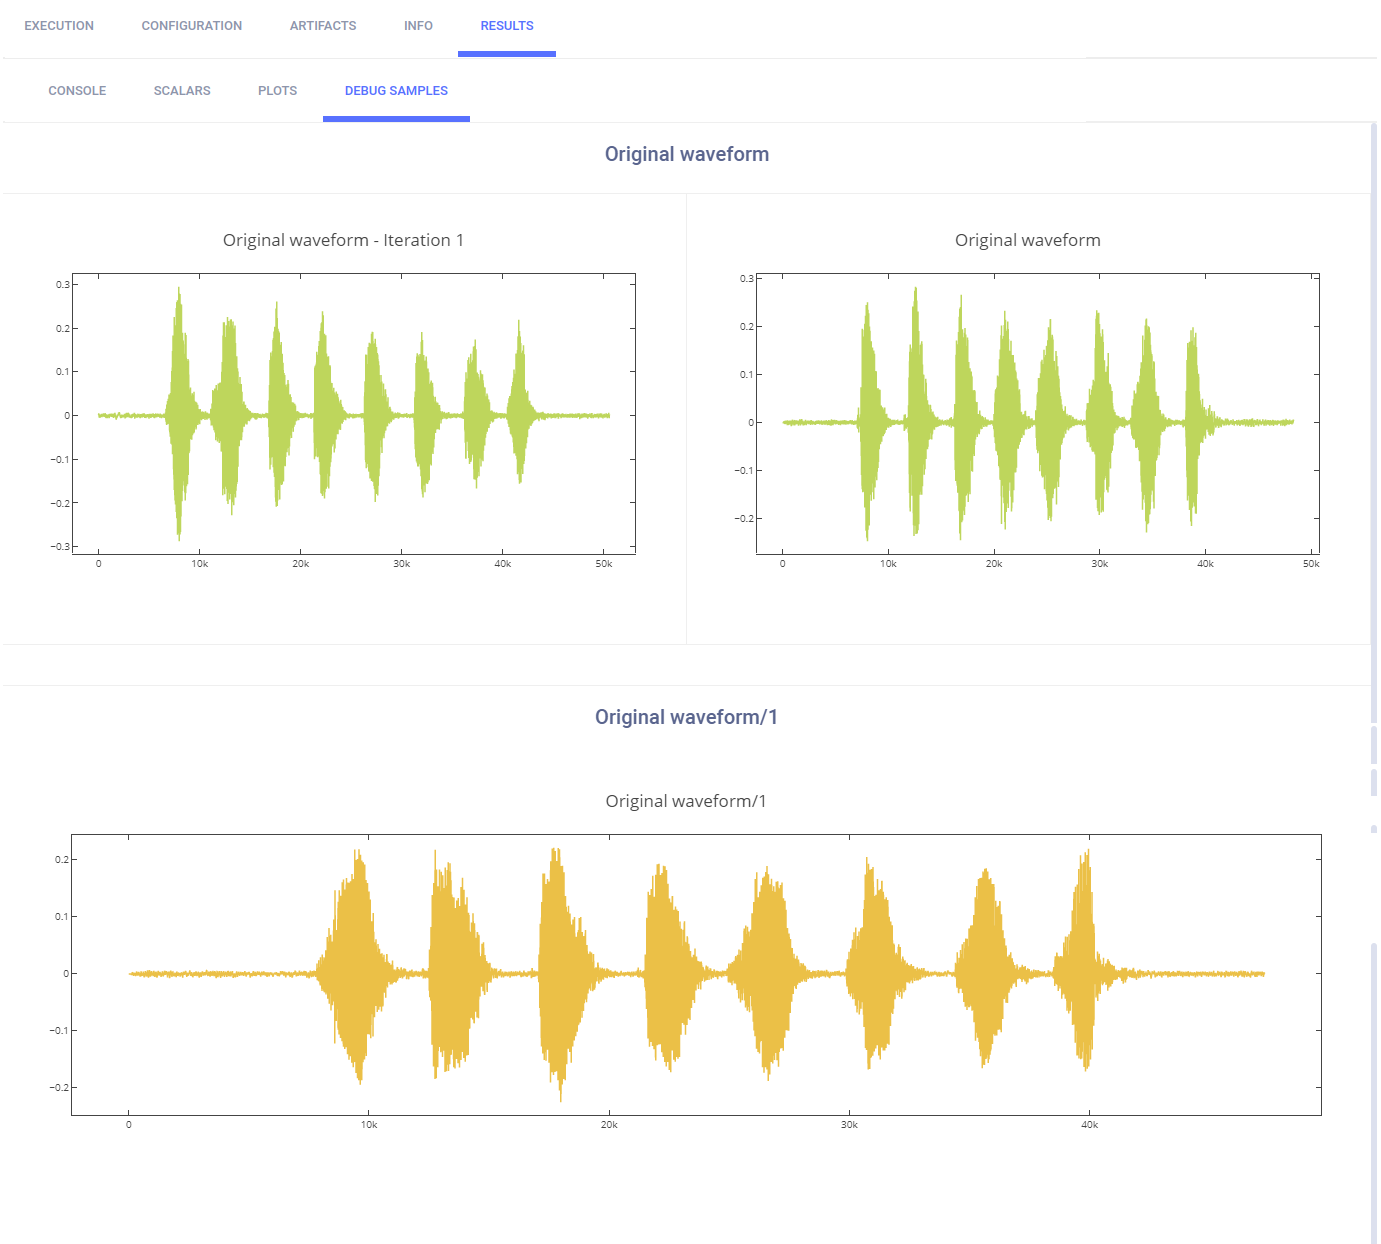 EXECUTION CONFIGURATION ARTIFACTS INFO RESULTS
CONSOLE SCALARS PLOTS DEBUG SAMPLES
Original waveform
Original waveform - Iteration 1
0.3
0.2
0.1
0
−0.1
−0.2
−0.3
0 10k 20k 30k 40k 50k
Original waveform
0.3
0.2
0.1
0
−0.1
−0.2
0 10k 20k 30k 40k 50k
Original waveform/1
Original waveform/1
0.2
0.1
0
−0.1
−0.2
0 10k 20k 30k 40k